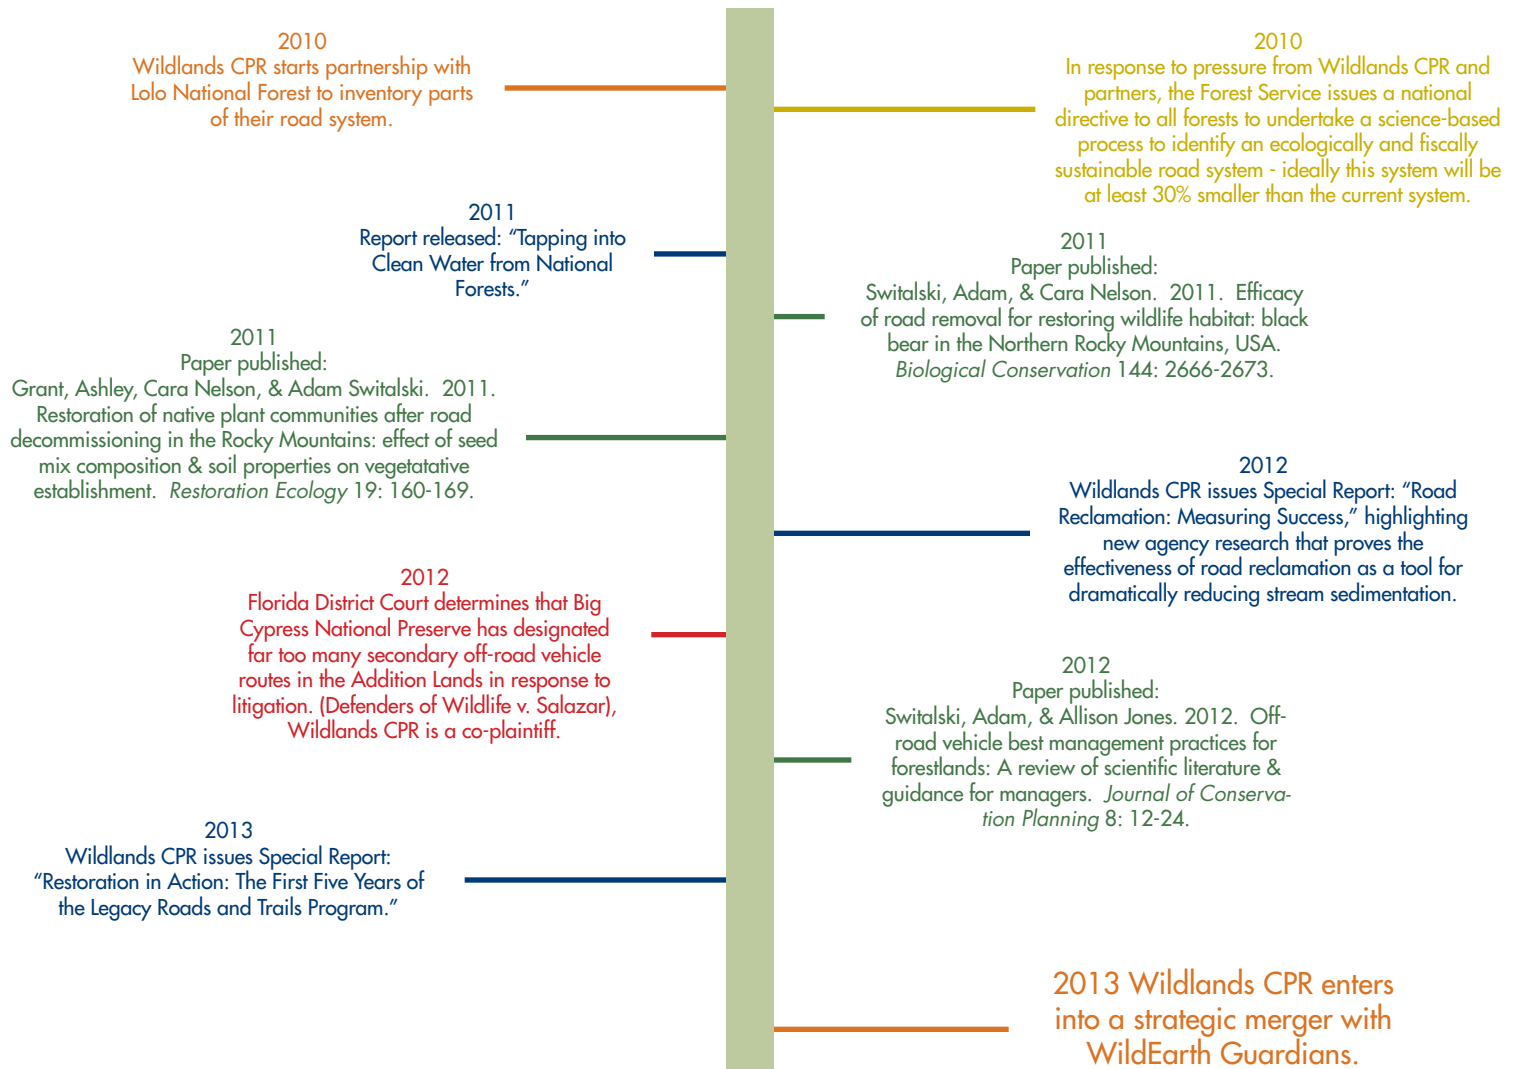 2010
Wildlands CPR starts partnership with
Lolo National Forest to inventory parts
of their road system.
2010
In response to pressure from Wildlands CPR and
partners, the Forest Service issues a national
directive to all forests to undertake a science-based
process to identify an ecologically and fiscally
sustainable road system - ideally this system will be
at least 30% smaller than the current system.
2011
Report released: “Tapping into
Clean Water from National
Forests.”
2011
Paper published:
Switalski, Adam, & Cara Nelson.  2011.  Efficacy
of road removal for restoring wildlife habitat: black
bear in the Northern Rocky Mountains, USA.
Biological Conservation 144: 2666-2673.
2011
Paper published:
Grant, Ashley, Cara Nelson, & Adam Switalski.  2011.
Restoration of native plant communities after road
decommissioning in the Rocky Mountains: effect of seed
mix composition & soil properties on vegetatative
establishment.  Restoration Ecology 19: 160-169.
2012
Wildlands CPR issues Special Report: “Road
Reclamation: Measuring Success,” highlighting
new agency research that proves the
effectiveness of road reclamation as a tool for
dramatically reducing stream sedimentation.
2012
Florida District Court determines that Big
Cypress National Preserve has designated
far too many secondary off-road vehicle
routes in the Addition Lands in response to
litigation. (Defenders of Wildlife v. Salazar),
Wildlands CPR is a co-plaintiff.
2012
Paper published:
Switalski, Adam, & Allison Jones. 2012.  Off-
road vehicle best management practices for
forestlands: A review of scientific literature &
guidance for managers.  Journal of Conserva-
tion Planning 8: 12-24.
2013
Wildlands CPR issues Special Report:
“Restoration in Action: The First Five Years of
the Legacy Roads and Trails Program.”
2013 Wildlands CPR enters
into a strategic merger with
WildEarth Guardians.